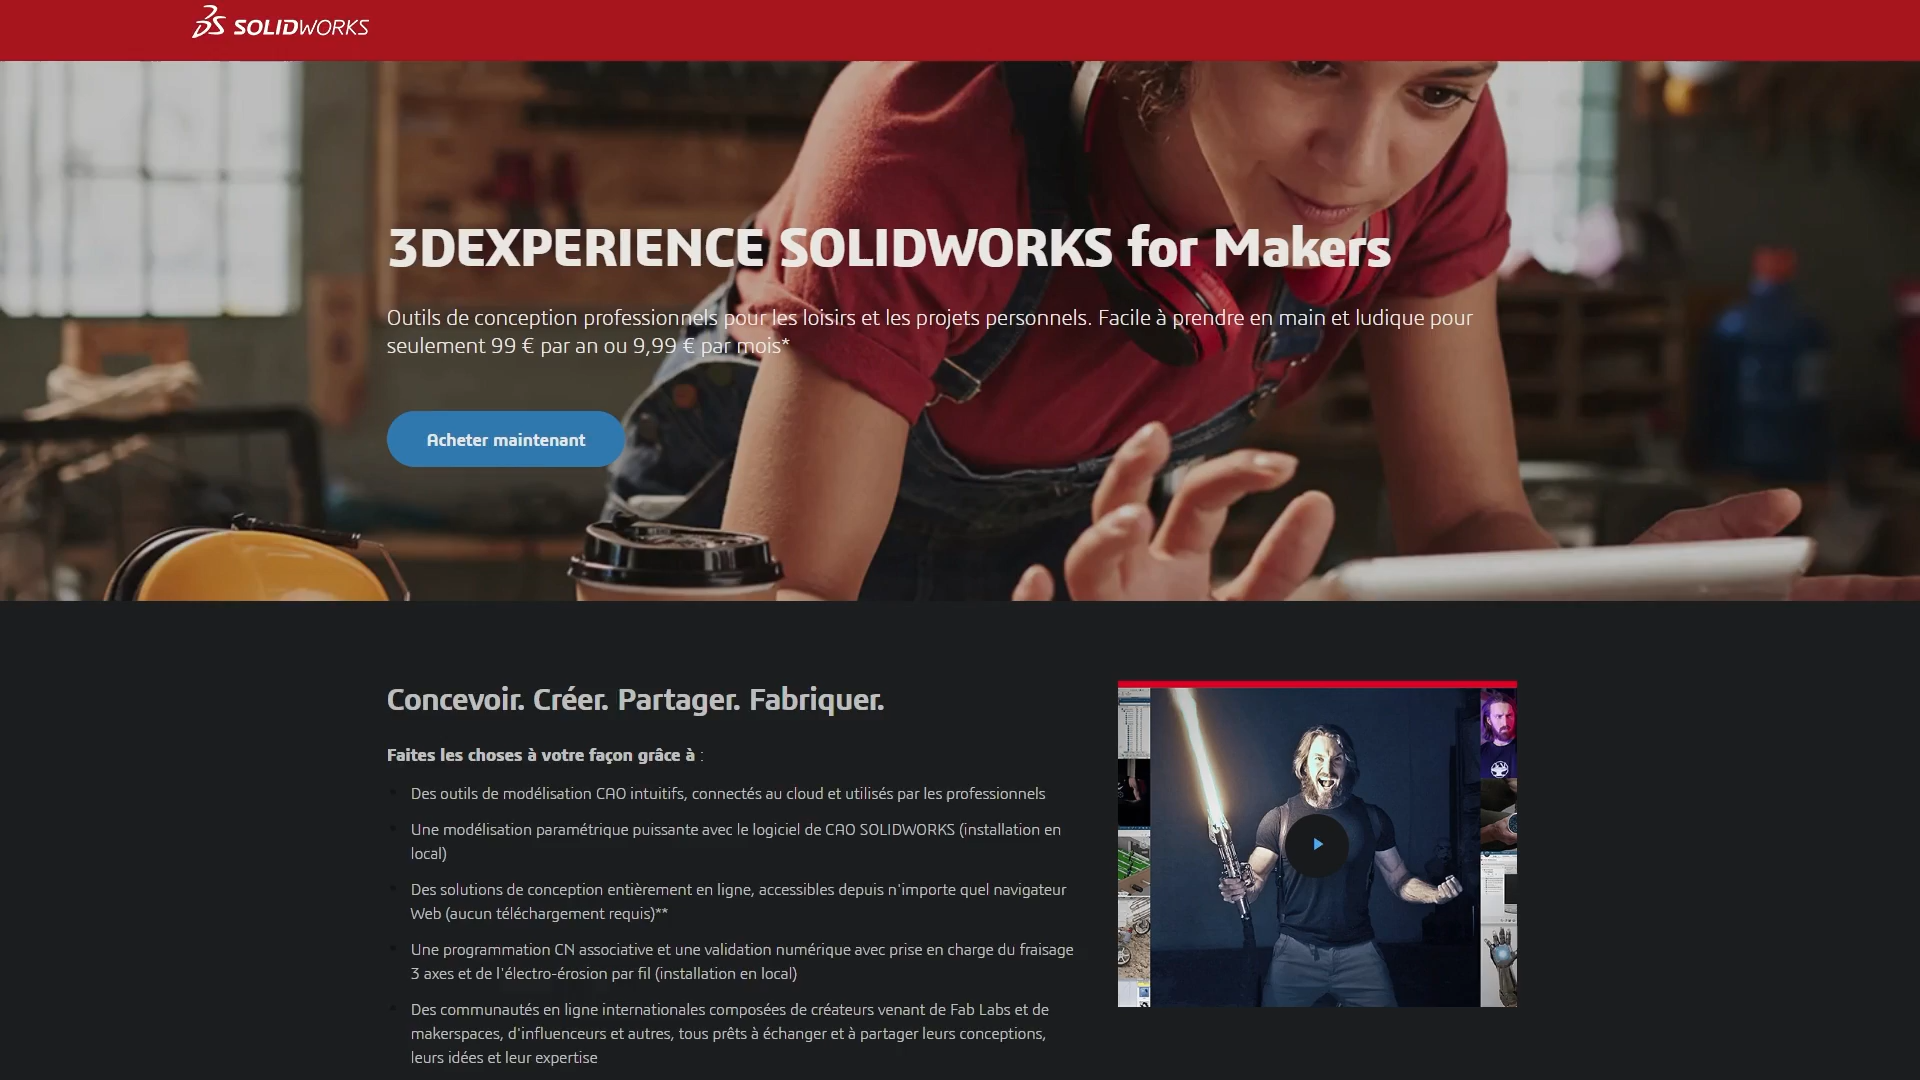 SOLIDWORKS
3DEXPERIENCE SOLIDWORKS for Makers
Outils de conception professionnels pour les loisirs et les projets personnels. Facile à prendre en main et ludique pour
seulement 99 € par an ou 9,99 € par mois*
Acheter maintenant
Concevoir. Créer. Partager. Fabriquer.
Faites les choses à votre façon grâce à :
Des outils de modélisation CAO intuitifs, connectés au cloud et utilisés par les professionnels
Une modélisation paramétrique puissante avec le logiciel de CAO SOLIDWORKS (installation en
local)
Des solutions de conception entièrement en ligne, accessibles depuis n'importe quel navigateur
Web (aucun téléchargement requis)**
Une programmation CN associative et une validation numérique avec prise en charge du fraisage
3 axes et de l'électro-érosion par fil (installation en local)
Des communautés en ligne internationales composées de créateurs venant de Fab Labs et de
makerspaces, d'influenceurs et autres, tous prêts à échanger et à partager leurs conceptions,
leurs idées et leur expertise